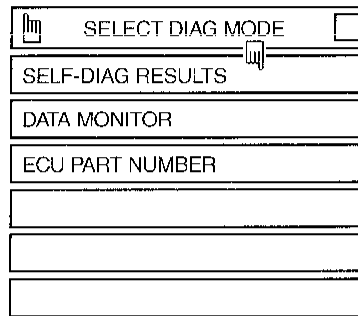 SELECT DIAG MODE
SELF-DIAG RESULTS
DATA MONITOR
ECU PART NUMBER